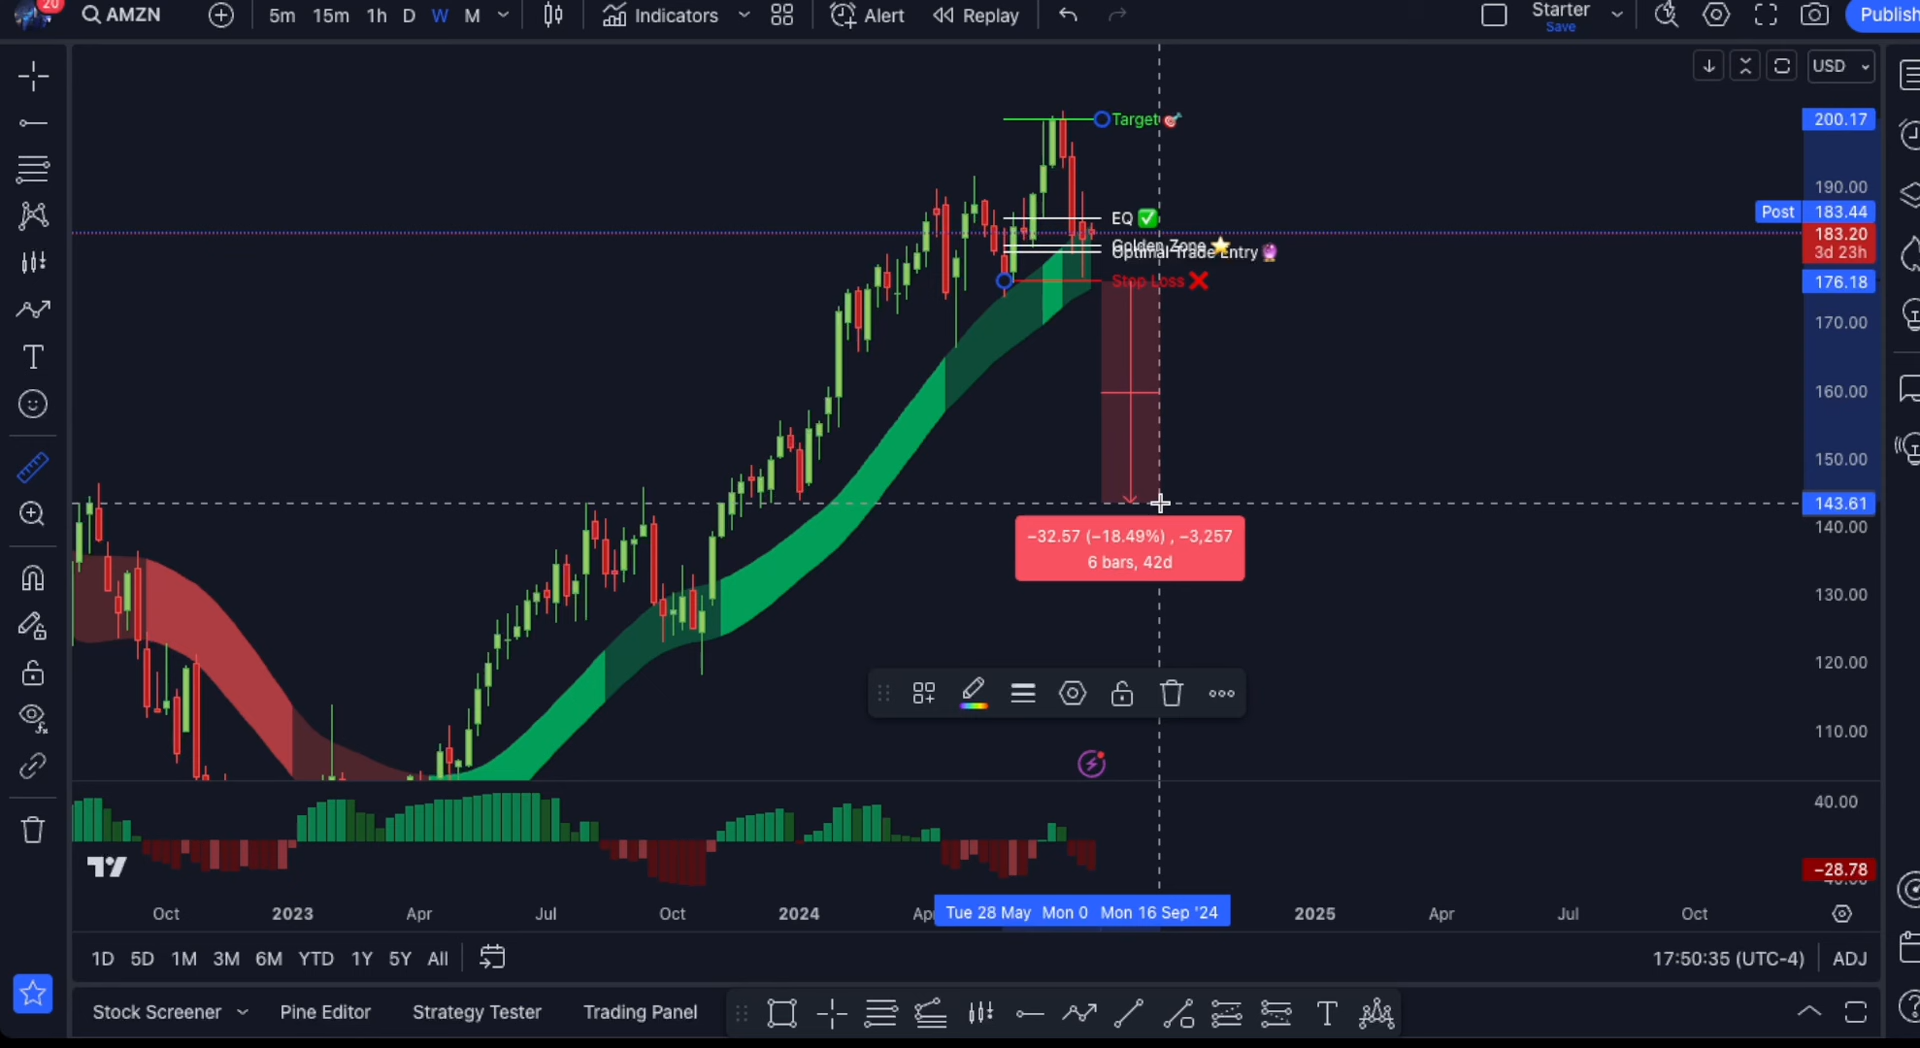 20
AMZN
5m 15m 1h D W M
Indicators
Alert
Replay
Starter
Save
Publish
USD
Target
200.17
190.00
EQ
Post 183.44
183.20
3d 23h
Golden Zone
Optimal Trade Entry
Stop Loss
176.18
170.00
160.00
150.00
143.61
140.00
−32.57 (−18.49%) , −3,257
6 bars, 42d
130.00
120.00
110.00
40.00
−28.78
Oct 2023 Apr Jul Oct 2024 Ap Tue 28 May Mon 0 Mon 16 Sep '24 2025 Apr Jul Oct
1D 5D 1M 3M 6M YTD 1Y 5Y All
17:50:35 (UTC-4) ADJ
Stock Screener Pine Editor Strategy Tester Trading Panel